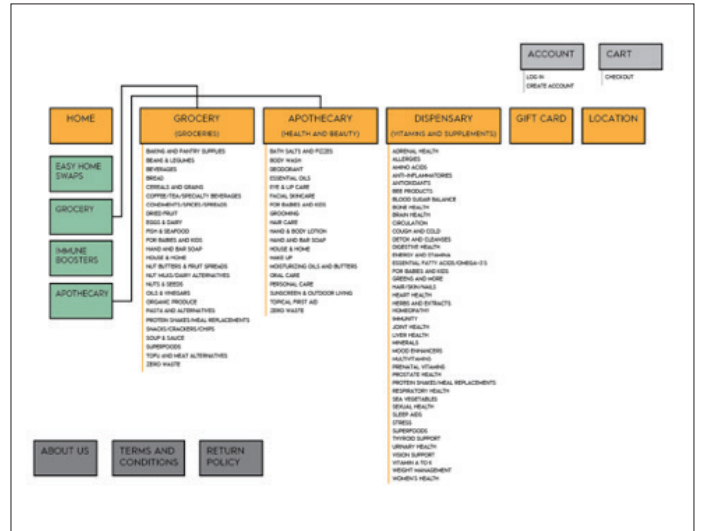 ACCOUNT
LOG IN
CREATE ACCOUNT
CART
CHECKOUT
HOME
EASY HOME
SWAPS
GROCERY
IMMUNE
BOOSTERS
APOTHECARY
GROCERY
(GROCERIES)
BAKING AND PANTRY SUPPLIES
BEANS & LEGUMES
BEVERAGES
BREAD
CEREALS AND GRAINS
COFFEE/TEA/SPECIALTY BEVERAGES
CONDIMENTS/SPICES/SPREADS
DRIED FRUIT
EGGS & DAIRY
FISH & SEAFOOD
FOR BABIES AND KIDS
HAND AND BAR SOAP
HOUSE & HOME
NUT BUTTERS & FRUIT SPREADS
NUT MILKS/DAIRY ALTERNATIVES
NUTS & SEEDS
OILS & VINEGARS
ORGANIC PRODUCE
PASTA AND ALTERNATIVES
PROTEIN SHAKES/MEAL REPLACEMENTS
SNACKS/CRACKERS/CHIPS
SOUP & SAUCE
SUPERFOODS
TOFU AND MEAT ALTERNATIVES
ZERO WASTE
APOTHECARY
(HEALTH AND BEAUTY)
BATH SALTS AND FIZZES
BODY WASH
DEODORANT
ESSENTIAL OILS
EYE & LIP CARE
FACIAL SKINCARE
FOR BABIES AND KIDS
GROOMING
HAIR CARE
HAND & BODY LOTION
HAND AND BAR SOAP
HOUSE & HOME
MAKE UP
MOISTURIZING OILS AND BUTTERS
ORAL CARE
PERSONAL CARE
SUNSCREEN & OUTDOOR LIVING
TOPICAL FIRST AID
ZERO WASTE
DISPENSARY
(VITAMINS AND SUPPLEMENTS)
ADRENAL HEALTH
ALLERGIES
AMINO ACIDS
ANTI-INFLAMMATORIES
ANTIOXIDANTS
BEE PRODUCTS
BLOOD SUGAR BALANCE
BONE HEALTH
BRAIN HEALTH
CIRCULATION
COUGH AND COLD
DETOX AND CLEANSES
DIGESTIVE HEALTH
ENERGY AND STAMINA
ESSENTIAL FATTY ACIDS/OMEGA-3'S
FOR BABIES AND KIDS
GREENS AND MORE
HAIR/SKIN/NAILS
HEART HEALTH
HERBS AND EXTRACTS
HOMEOPATHY
IMMUNITY
JOINT HEALTH
LIVER HEALTH
MINERALS
MOOD ENHANCERS
MULTIVITAMINS
PRENATAL VITAMINS
PROSTATE HEALTH
PROTEIN SHAKES/MEAL REPLACEMENTS
RESPIRATORY HEALTH
SEA VEGETABLES
SEXUAL HEALTH
SLEEP AIDS
STRESS
SUPERFOODS
THYROID SUPPORT
URINARY HEALTH
VISION SUPPORT
VITAMIN A TO K
WEIGHT MANAGEMENT
WOMEN'S HEALTH
GIFT CARD
LOCATION
ABOUT US
TERMS AND
CONDITIONS
RETURN
POLICY